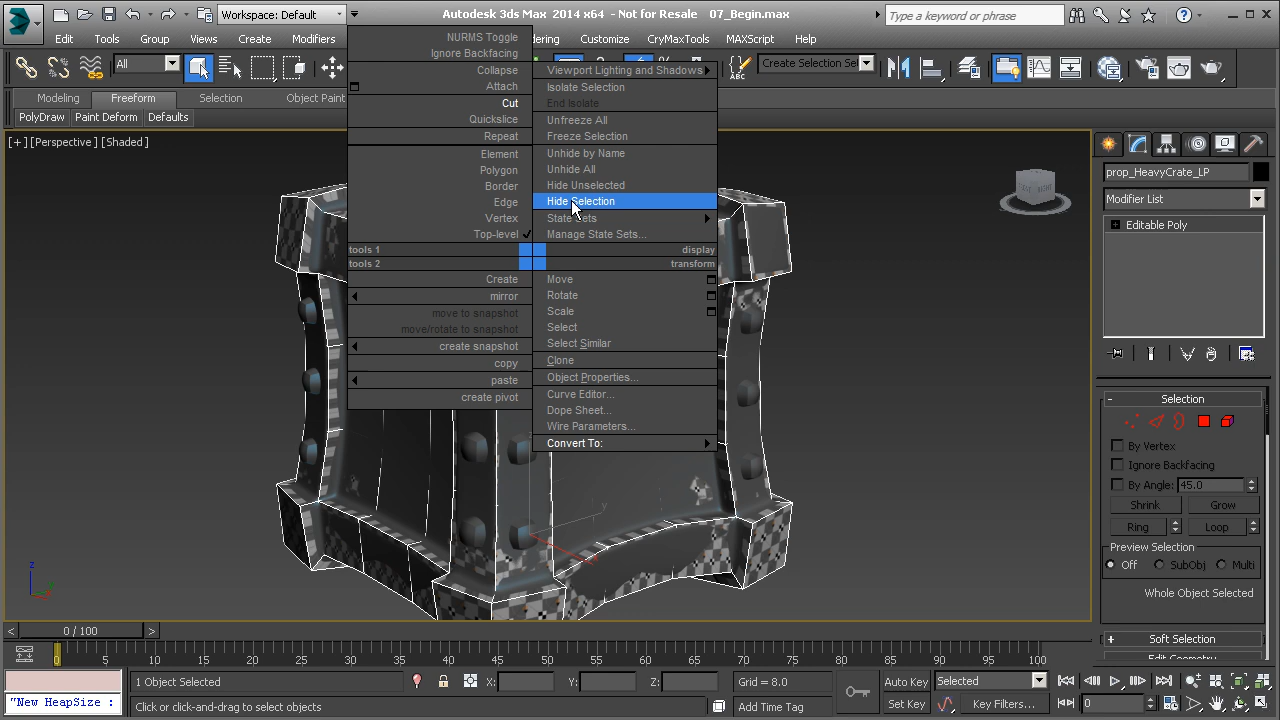 Workspace: Default
Autodesk 3ds Max 2014 x64 - Not for Resale 07_Begin.max
Type a keyword or phrase
Edit Tools Group Views Create Modifiers
Customize CryMaxTools MAXScript Help
All
Create Selection Se
Modeling Freeform Selection Object Paint
PolyDraw Paint Deform Defaults
[+] [Perspective] [Shaded]
NURMS Toggle
Ignore Backfacing
Collapse
Attach
Cut
Quickslice
Repeat
Element
Polygon
Border
Edge
Vertex
Top-level
tools 1
tools 2
Create
mirror
move to snapshot
move/rotate to snapshot
create snapshot
copy
paste
create pivot
Viewport Lighting and Shadows
Isolate Selection
End Isolate
Unfreeze All
Freeze Selection
Unhide by Name
Unhide All
Hide Unselected
Hide Selection
State Sets
Manage State Sets...
display
transform
Move
Rotate
Scale
Select
Select Similar
Clone
Object Properties...
Curve Editor...
Dope Sheet...
Wire Parameters...
Convert To:
y
x
z
prop_HeavyCrate_LP
Modifier List
Editable Poly
Selection
By Vertex
Ignore Backfacing
By Angle: 45.0
Shrink Grow
Ring Loop
Preview Selection
Off SubObj Multi
Whole Object Selected
Soft Selection
0 / 100
0 5 10 15 20 25 30 35 40 45 50 55 60 65 70 75 80 85 90 95 100
1 Object Selected X: Y: Z: Grid = 8.0 Auto Key Selected
"New HeapSize : Click or click-and-drag to select objects Add Time Tag Set Key Key Filters... 0